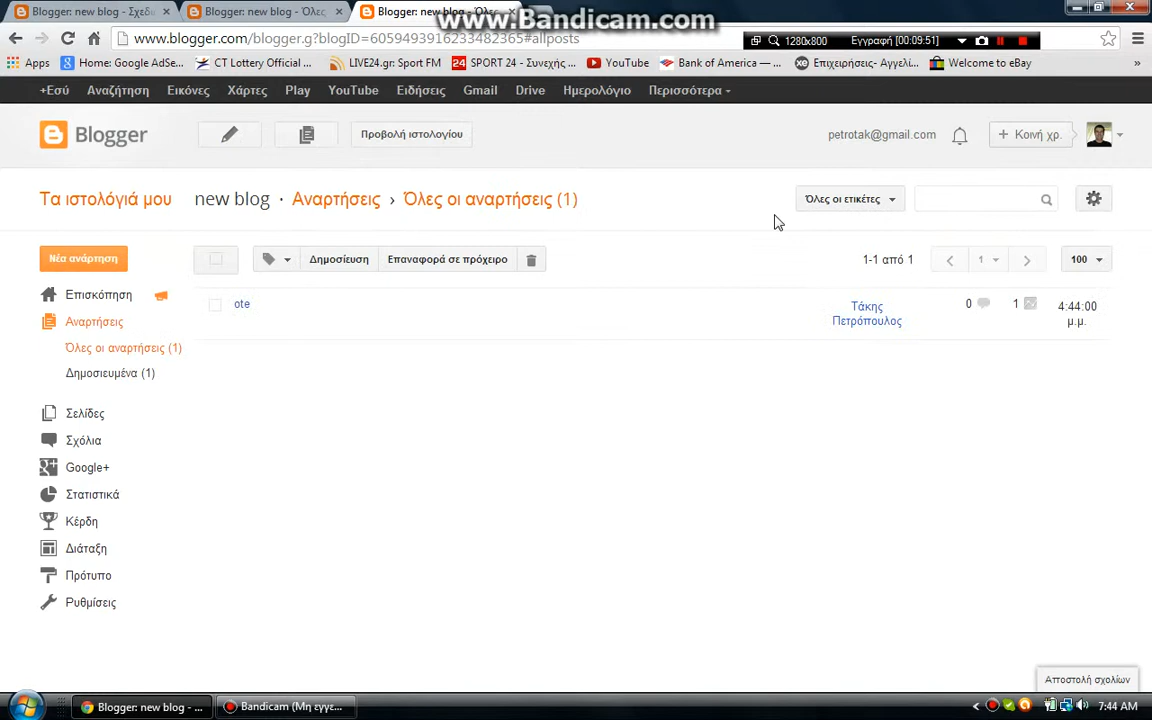 Blogger: new blog - Σχεδι
Blogger: new blog - Όλες
Blogger: new blog - Όλες
www.Bandicam.com
www.blogger.com/blogger.g?blogID=6059493916233482365#allposts
1280x800
Εγγραφή [00:09:51]
Apps
Home: Google AdSe...
CT Lottery Official ...
LIVE24.gr: Sport FM
SPORT 24 - Συνεχής ...
YouTube
Bank of America — ...
Επιχειρήσεις- Αγγελί...
Welcome to eBay
»
+Εσύ Αναζήτηση Εικόνες Χάρτες Play YouTube Ειδήσεις Gmail Drive Ημερολόγιο Περισσότερα
Blogger
Προβολή ιστολογίου
petrotak@gmail.com
+ Κοινή χρ.
Τα ιστολόγιά μου
new blog · Αναρτήσεις › Όλες οι αναρτήσεις (1)
Όλες οι ετικέτες
Νέα ανάρτηση
Δημοσίευση
Επαναφορά σε πρόχειρο
1-1 από 1
1
100
Επισκόπηση
Αναρτήσεις
Όλες οι αναρτήσεις (1)
Δημοσιευμένα (1)
Σελίδες
Σχόλια
Google+
Στατιστικά
Κέρδη
Διάταξη
Πρότυπο
Ρυθμίσεις
ote
Τάκης
Πετρόπουλος
0
1
4:44:00
μ.μ.
Αποστολή σχολίων
Blogger: new blog - ...
Bandicam (Μη εγγε...
7:44 AM